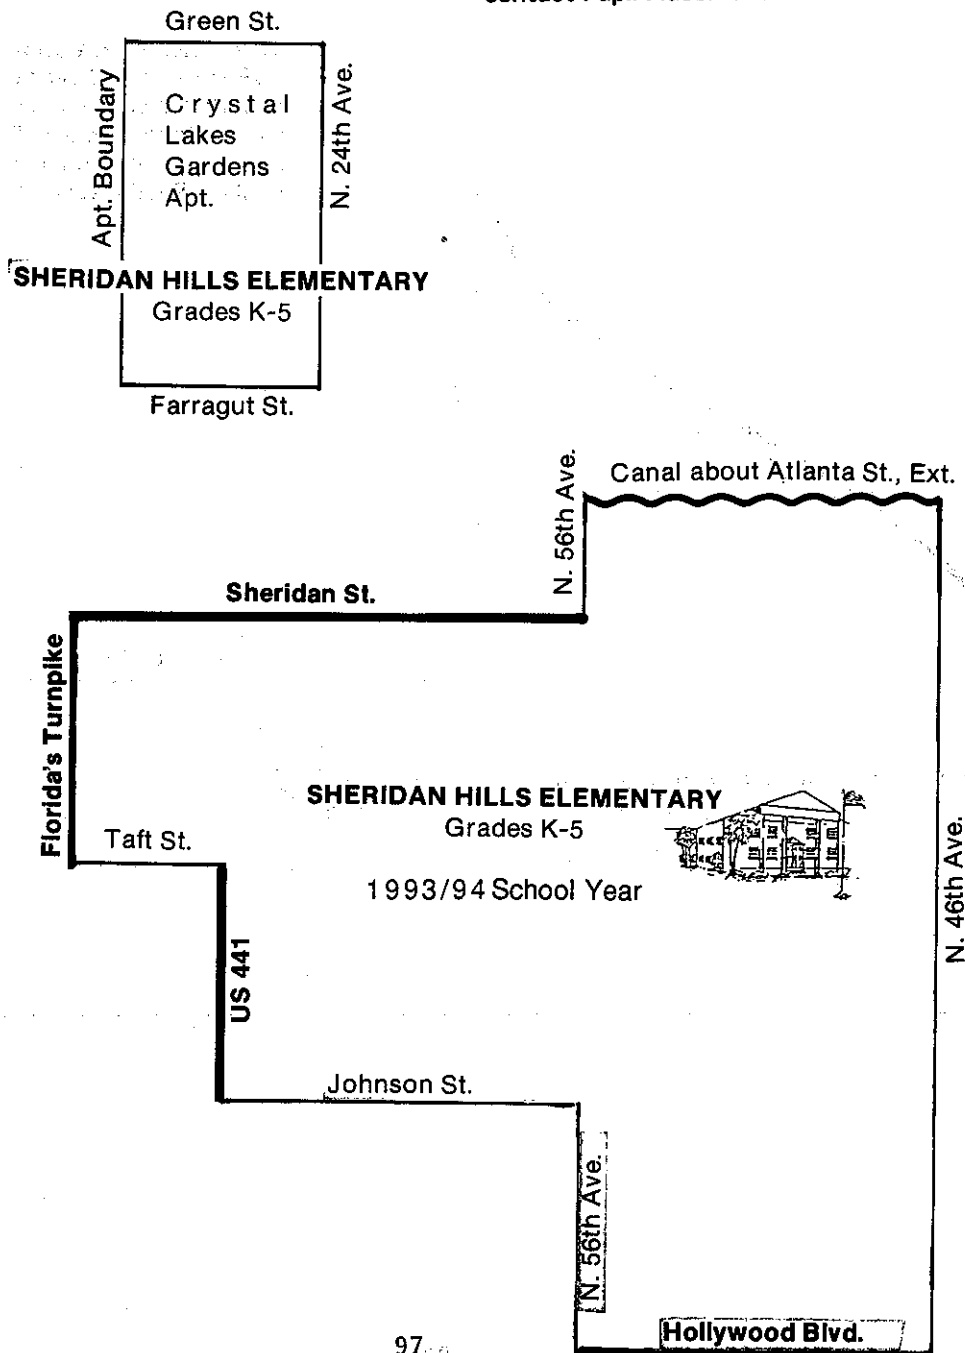 Green St.
Apt. Boundary
Crystal
Lakes
Gardens
Apt.
N. 24th Ave.
SHERIDAN HILLS ELEMENTARY
Grades K-5
Farragut St.
Canal about Atlanta St., Ext.
N. 56th Ave.
Sheridan St.
Florida's Turnpike
SHERIDAN HILLS ELEMENTARY
Grades K-5
1993/94 School Year
Taft St.
N. 46th Ave.
US 441
Johnson St.
N. 56th Ave.
Hollywood Blvd.
97